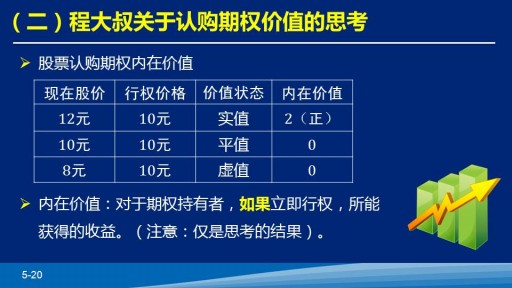 （二）程大叔关于认购期权价值的思考
股票认购期权内在价值
现在股价 行权价格 价值状态 内在价值
12元 10元 实值 2（正）
10元 10元 平值 0
8元 10元 虚值 0
内在价值：对于期权持有者，如果立即行权，所能
获得的收益。（注意：仅是思考的结果）。
5-20